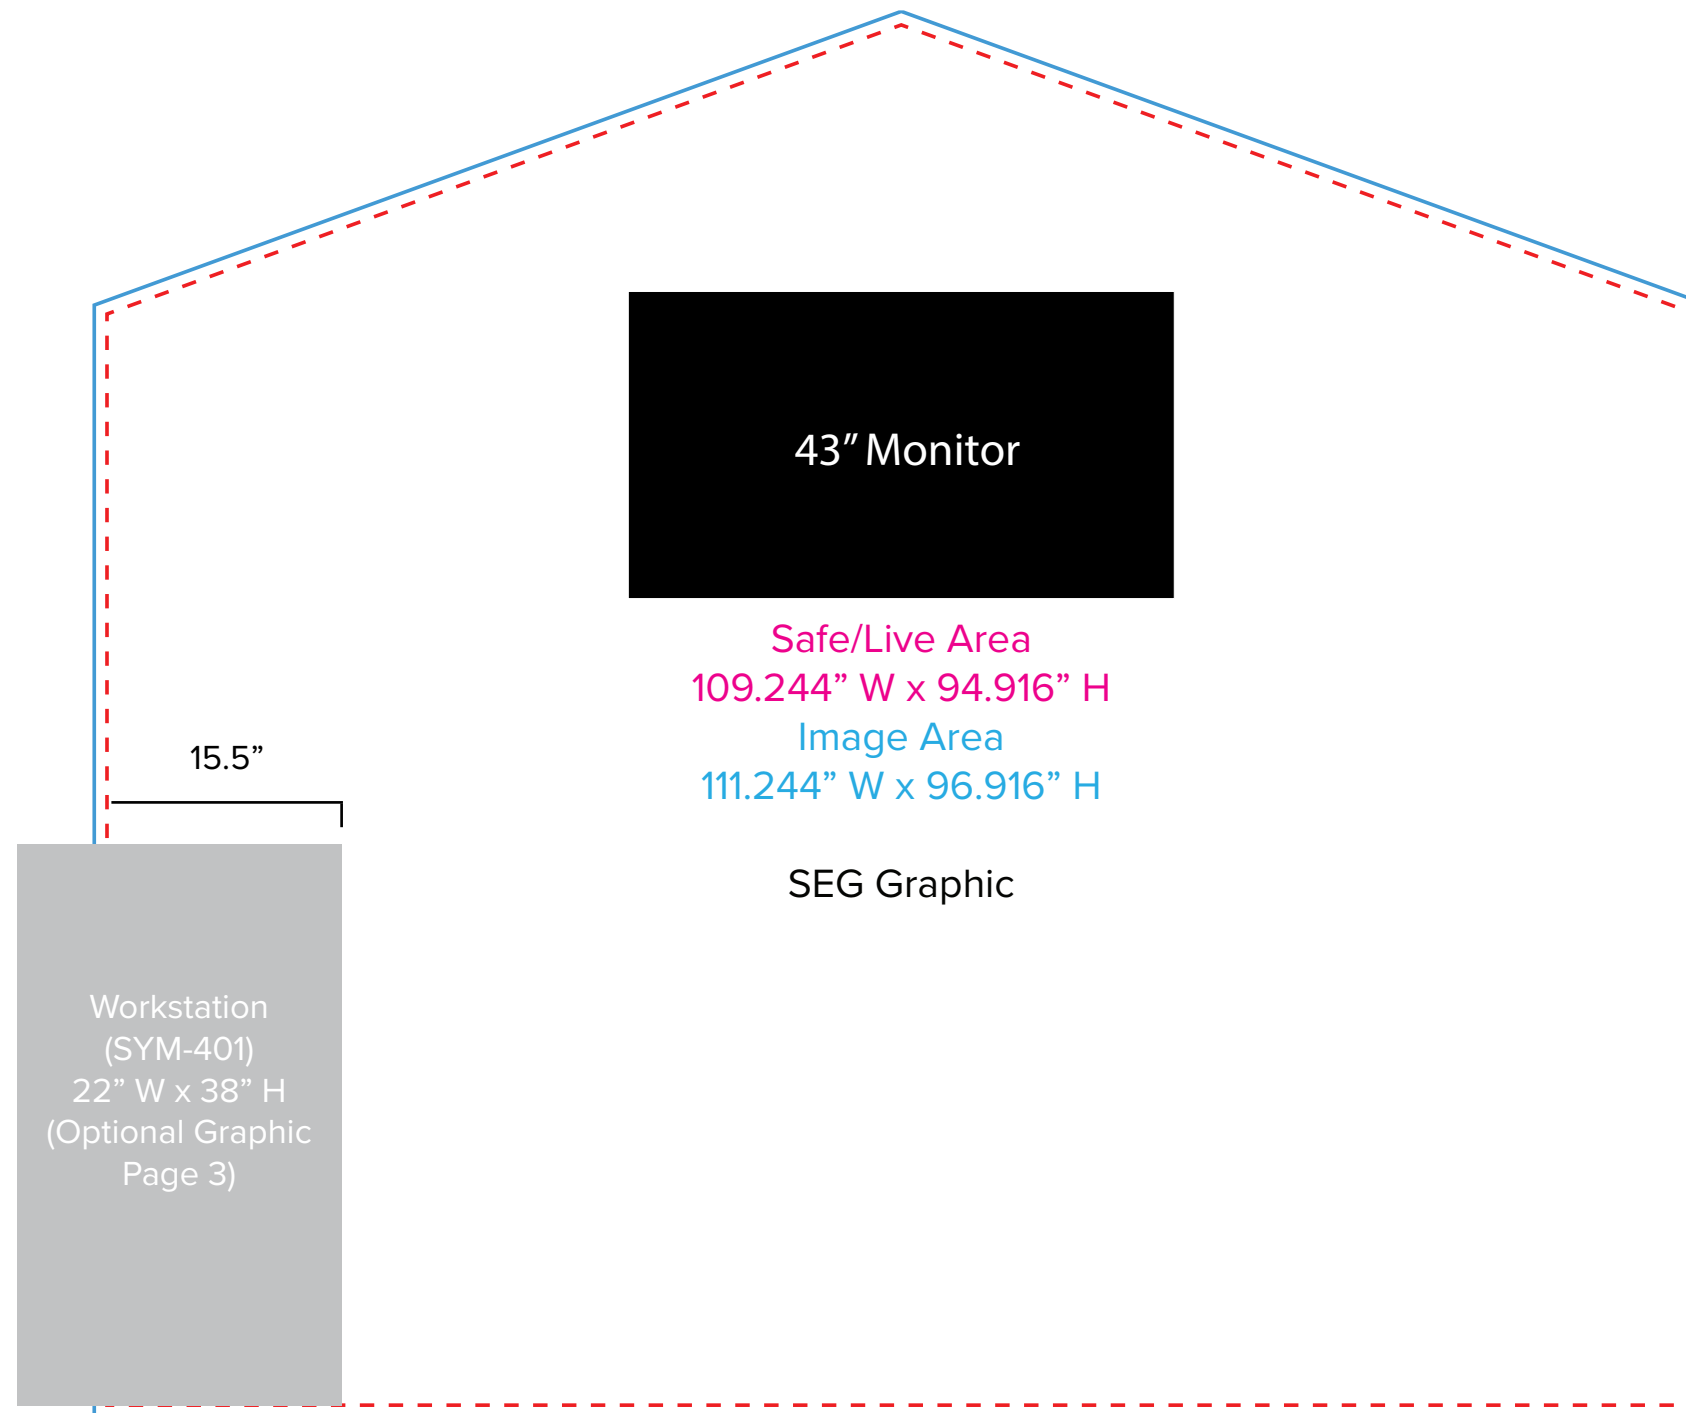 43” Monitor
Safe/Live Area
109.244” W x 94.916” H
Image Area
111.244” W x 96.916” H
15.5”
SEG Graphic
Workstation
(SYM-401)
22” W x 38” H
(Optional Graphic
Page 3)